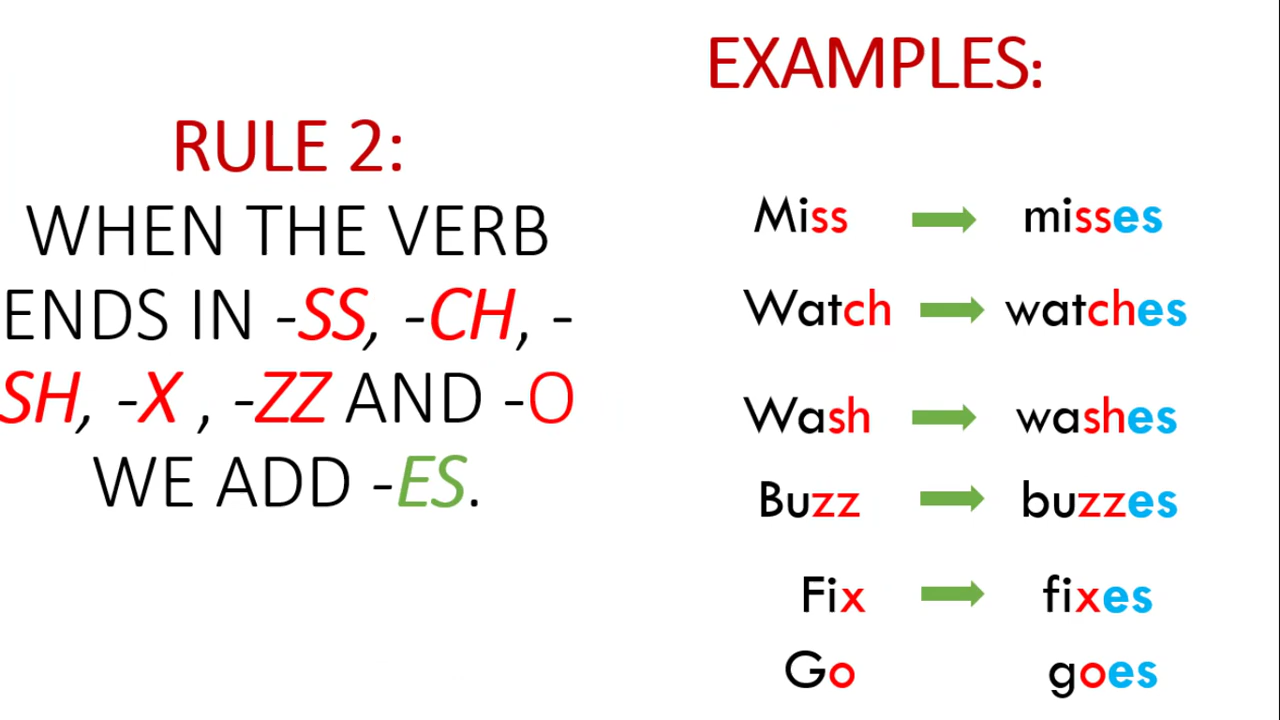 RULE 2:
WHEN THE VERB
ENDS IN -SS, -CH, -
SH, -X , -ZZ AND -O
WE ADD -ES.
EXAMPLES:
Miss misses
Watch watches
Wash washes
Buzz buzzes
Fix fixes
Go goes